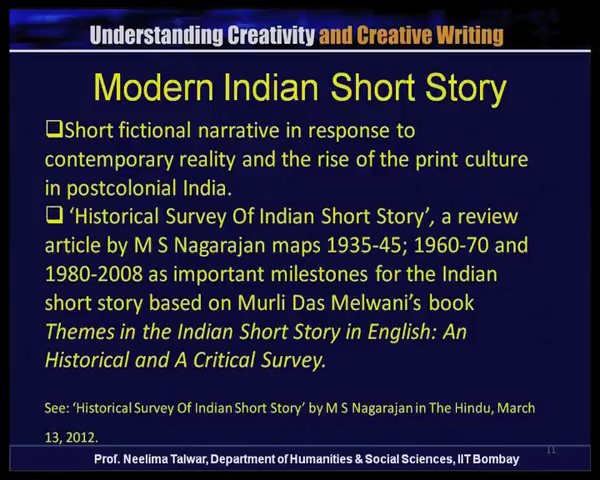 Understanding Creativity and Creative Writing
Modern Indian Short Story
❑Short fictional narrative in response to
contemporary reality and the rise of the print culture
in postcolonial India.
❑ ‘Historical Survey Of Indian Short Story’, a review
article by M S Nagarajan maps 1935-45; 1960-70 and
1980-2008 as important milestones for the Indian
short story based on Murli Das Melwani’s book
Themes in the Indian Short Story in English: An
Historical and A Critical Survey.
See: ‘Historical Survey Of Indian Short Story’ by M S Nagarajan in The Hindu, March
13, 2012.
11
Prof. Neelima Talwar, Department of Humanities & Social Sciences, IIT Bombay